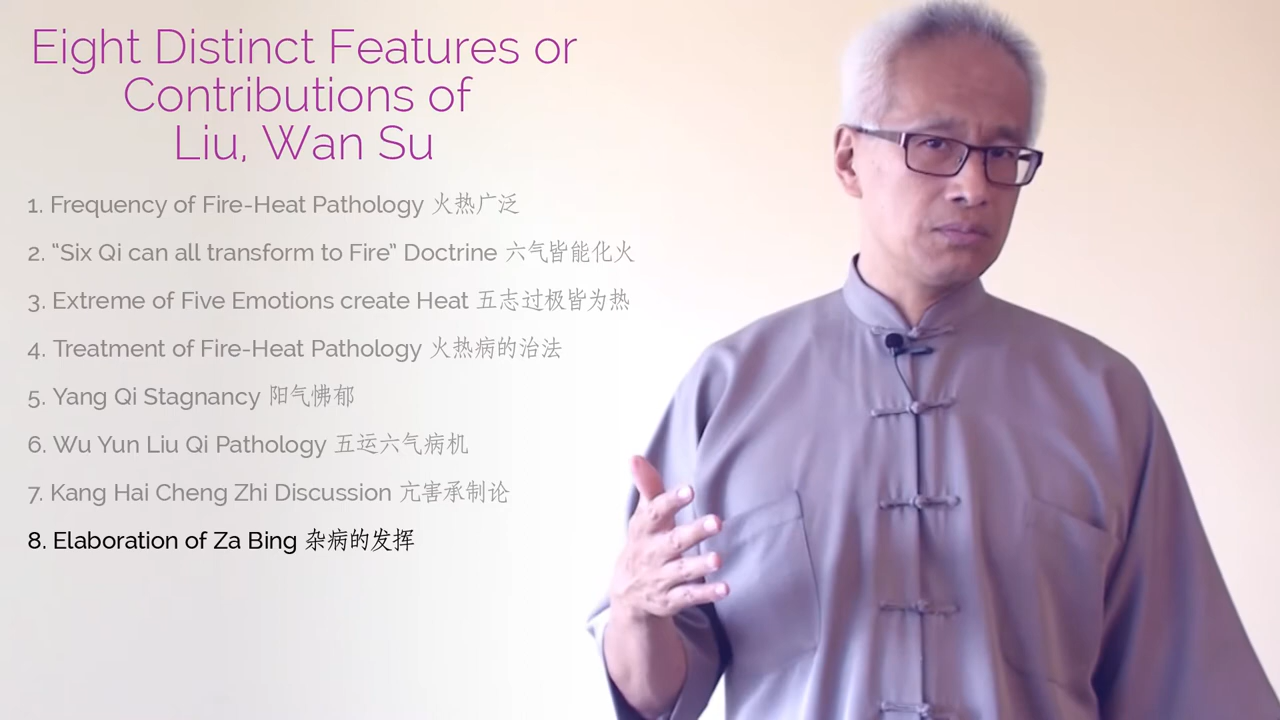 Eight Distinct Features or
Contributions of
Liu, Wan Su
1. Frequency of Fire-Heat Pathology 火热广泛
2. “Six Qi can all transform to Fire” Doctrine 六气皆能化火
3. Extreme of Five Emotions create Heat 五志过极皆为热
4. Treatment of Fire-Heat Pathology 火热病的治法
5. Yang Qi Stagnancy 阳气怫郁
6. Wu Yun Liu Qi Pathology 五运六气病机
7. Kang Hai Cheng Zhi Discussion 亢害承制论
8. Elaboration of Za Bing 杂病的发挥